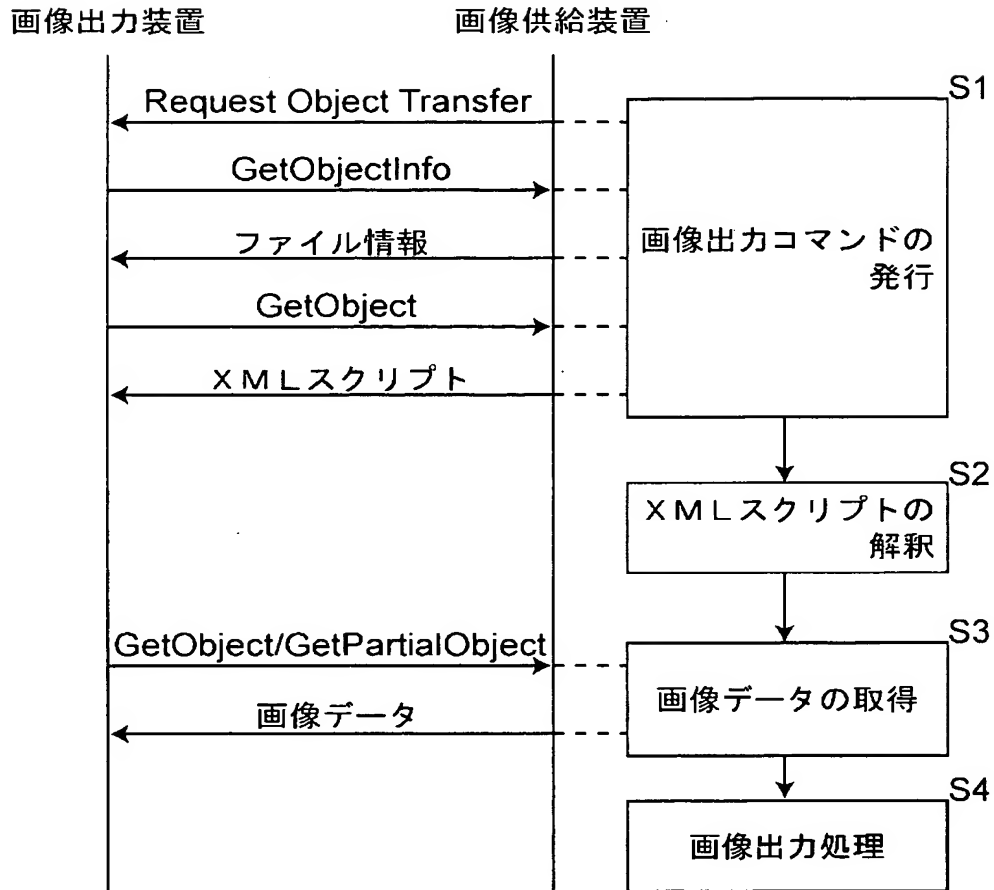 画像出力装置
画像供給装置
S1
Request Object Transfer
GetObjectInfo
ファイル情報
画像出力コマンドの
発行
GetObject
ＸＭＬスクリプト
S2
ＸＭＬスクリプトの
解釈
GetObject/GetPartialObject
S3
画像データの取得
画像データ
S4
画像出力処理